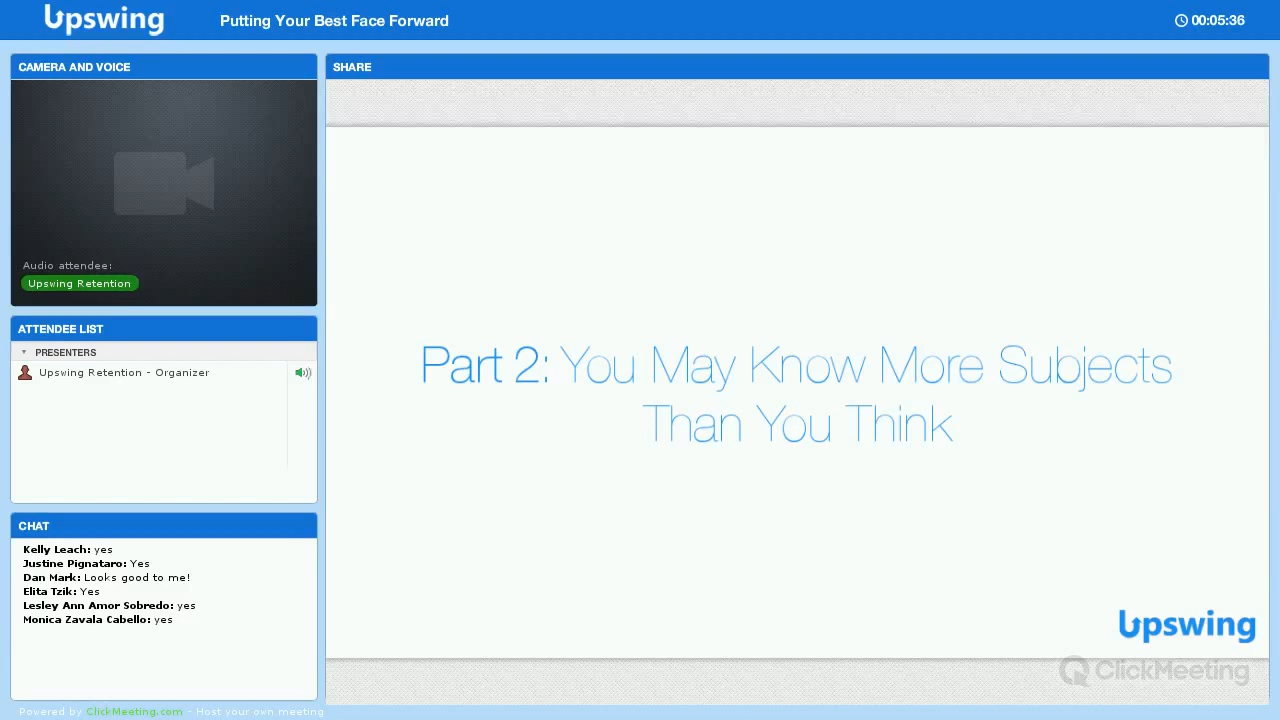 Upswing
Putting Your Best Face Forward
00:05:36
CAMERA AND VOICE
Audio attendee:
Upswing Retention
ATTENDEE LIST
PRESENTERS
Upswing Retention - Organizer
CHAT
Kelly Leach: yes
Justine Pignataro: Yes
Dan Mark: Looks good to me!
Elita Tzik: Yes
Lesley Ann Amor Sobredo: yes
Monica Zavala Cabello: yes
Powered by ClickMeeting.com - Host your own meeting
SHARE
Part 2: You May Know More Subjects
Than You Think
Upswing
ClickMeeting